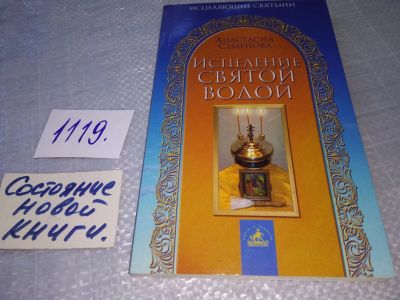 ИСЦЕЛЯЮЩИЕ СВЯТЫНИ
АНАСТАСИЯ
СЕМЕНОВА
ИСЦЕЛЕНИЕ
СВЯТОЙ
ВОДОЙ
1119.
Состояние
новой
книги.